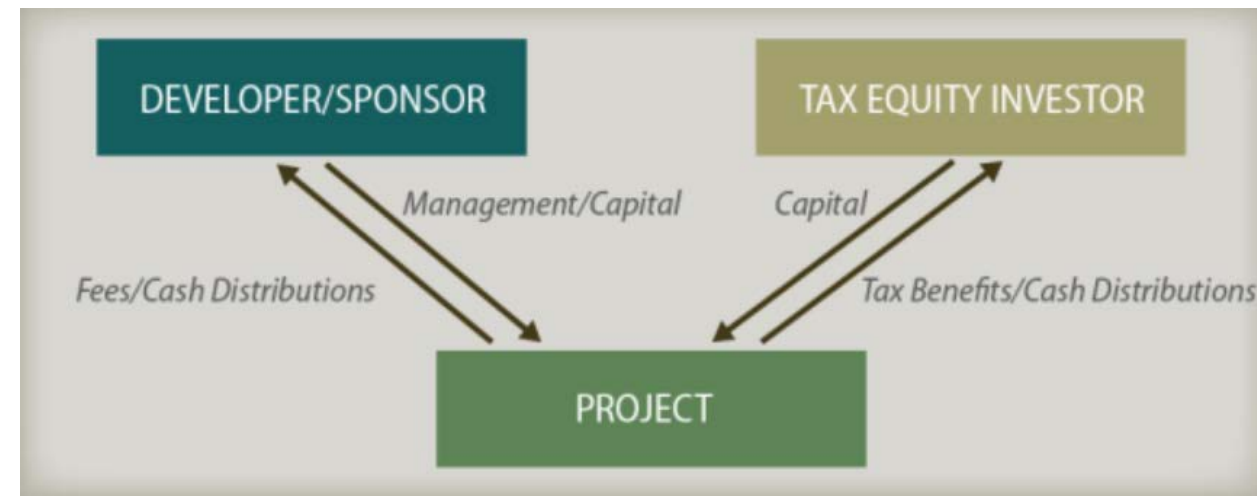 DEVELOPER/SPONSOR
TAX EQUITY INVESTOR
Management/Capital
Capital
Fees/Cash Distributions
Tax Benefits/Cash Distributions
PROJECT